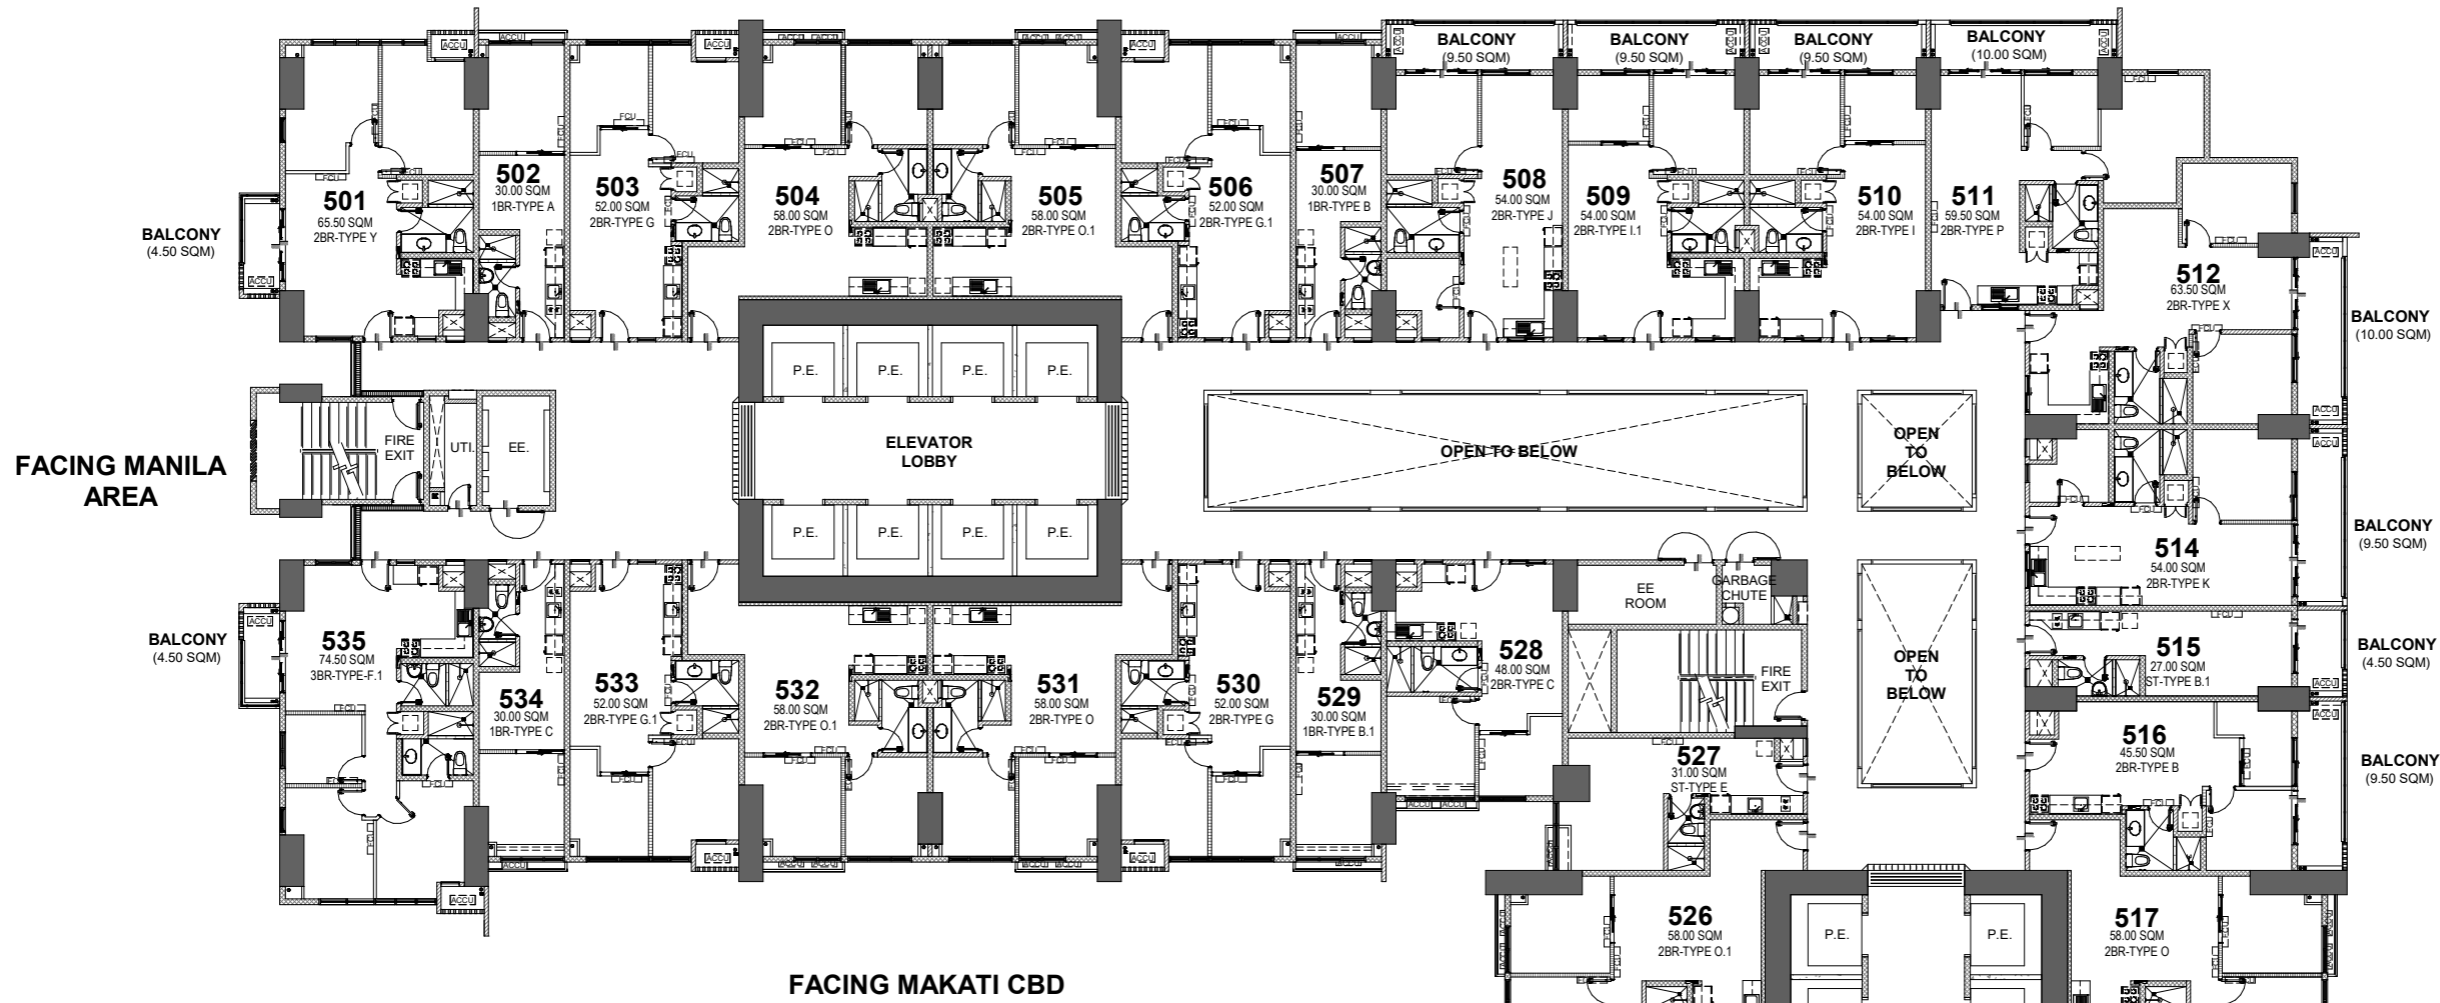 BALCONY
(9.50 SQM)
BALCONY
(9.50 SQM)
BALCONY
(9.50 SQM)
BALCONY
(10.00 SQM)
ACCU
ACCU
ACCU
ACCU
501
65.50 SQM
2BR-TYPE Y
502
30.00 SQM
1BR-TYPE A
503
52.00 SQM
2BR-TYPE G
504
58.00 SQM
2BR-TYPE O
505
58.00 SQM
2BR-TYPE O.1
506
52.00 SQM
2BR-TYPE G.1
507
30.00 SQM
1BR-TYPE B
508
54.00 SQM
2BR-TYPE J
509
54.00 SQM
2BR-TYPE I.1
510
54.00 SQM
2BR-TYPE I
511
59.50 SQM
2BR-TYPE P
512
63.50 SQM
2BR-TYPE X
BALCONY
(4.50 SQM)
ACCU
BALCONY
(10.00 SQM)
P.E.
P.E.
P.E.
P.E.
FACING MANILA
AREA
FIRE
EXIT
UTI.
EE.
ELEVATOR
LOBBY
OPEN TO BELOW
OPEN
TO
BELOW
P.E.
P.E.
P.E.
P.E.
BALCONY
(9.50 SQM)
514
54.00 SQM
2BR-TYPE K
EE
ROOM
GARBAGE
CHUTE
BALCONY
(4.50 SQM)
ACCU
535
74.50 SQM
3BR-TYPE-F.1
534
30.00 SQM
1BR-TYPE C
533
52.00 SQM
2BR-TYPE G.1
532
58.00 SQM
2BR-TYPE O.1
531
58.00 SQM
2BR-TYPE O
530
52.00 SQM
2BR-TYPE G
529
30.00 SQM
1BR-TYPE B.1
528
48.00 SQM
2BR-TYPE C
FIRE
EXIT
OPEN
TO
BELOW
515
27.00 SQM
ST-TYPE B.1
BALCONY
(4.50 SQM)
527
31.00 SQM
ST-TYPE E
516
45.50 SQM
2BR-TYPE B
BALCONY
(9.50 SQM)
ACCU
ACCU
ACCU
ACCU
526
58.00 SQM
2BR-TYPE O.1
P.E.
P.E.
517
58.00 SQM
2BR-TYPE O
FACING MAKATI CBD